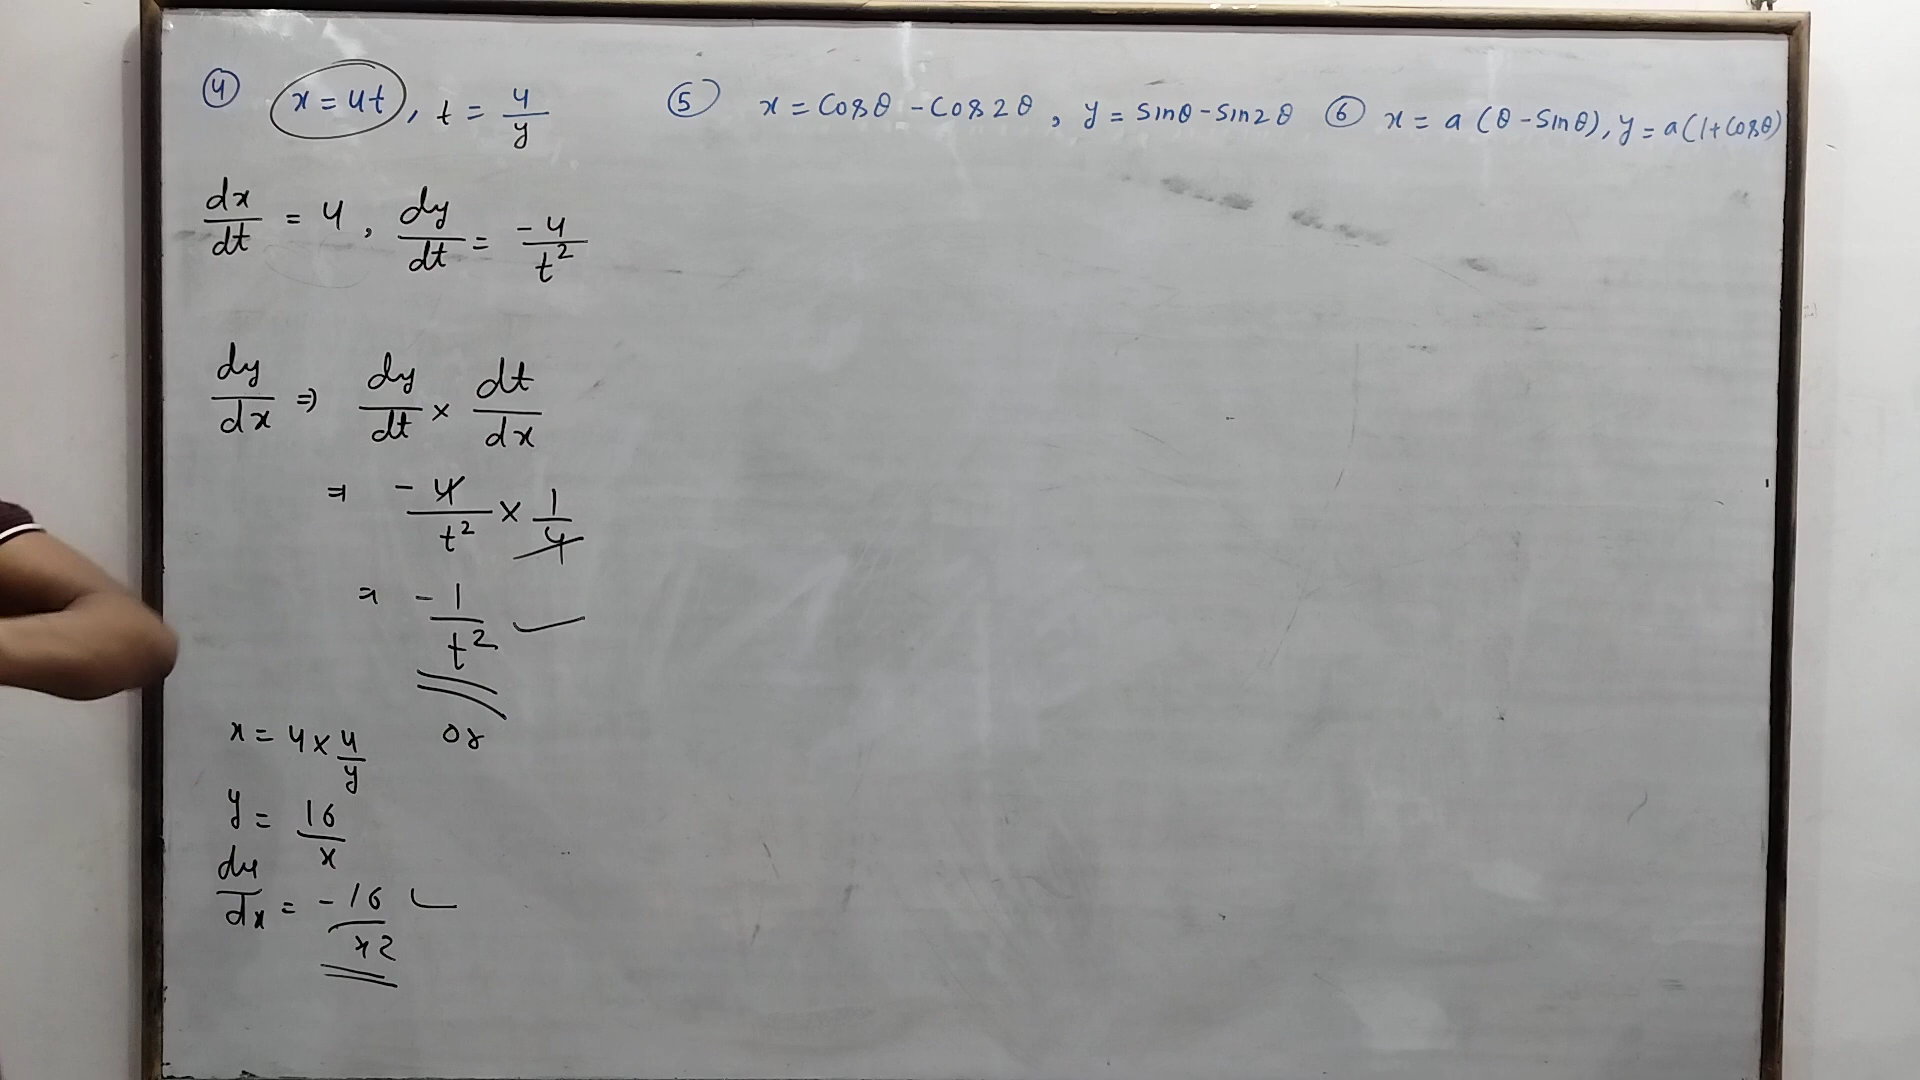 ④ x = 4t, t = 4/y
dx/dt = 4, dy/dt = -4/t²
dy/dx ⇒ dy/dt × dt/dx
⇒ -4/t² × 1/4
= -1/t²
or
x = 4 × 4/y
y = 16/x
dy/dx = -16/x2
⑤ x = Cosθ - Cos2θ, y = Sinθ - Sin2θ
⑥ x = a (θ - Sinθ), y = a(1+Cosθ)